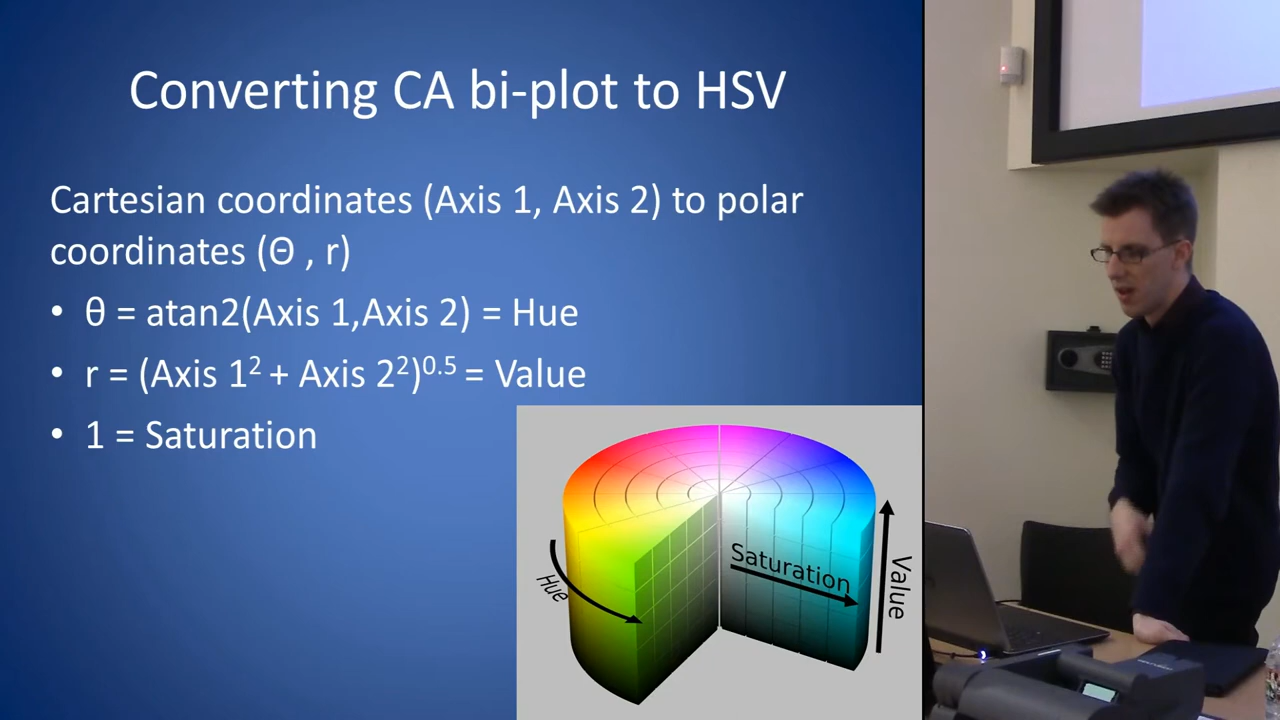 Converting CA bi-plot to HSV
Cartesian coordinates (Axis 1, Axis 2) to polar
coordinates (Θ , r)
• θ = atan2(Axis 1,Axis 2) = Hue
• r = (Axis 1² + Axis 2²)⁰·⁵ = Value
• 1 = Saturation
Saturation
Hue
Value